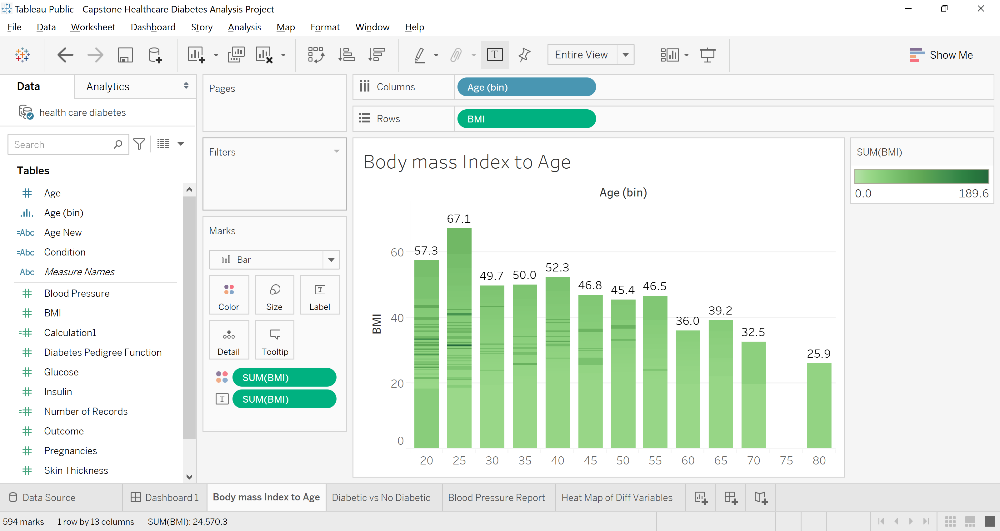 Tableau Public - Capstone Healthcare Diabetes Analysis Project
File Data Worksheet Dashboard Story Analysis Map Format Window Help
T Entire View Show Me
Data Analytics
health care diabetes
Search
Tables
Age
Age (bin)
=Abc Age New
=Abc Condition
Abc Measure Names
Blood Pressure
BMI
Calculation1
Diabetes Pedigree Function
Glucose
Insulin
Number of Records
Outcome
Pregnancies
Skin Thickness
Pages
Filters
Marks
Bar
Color Size T Label
Detail Tooltip
SUM(BMI)
T SUM(BMI)
Columns Age (bin)
Rows BMI
Body mass Index to Age
Age (bin)
67.1
57.3
49.7 50.0 52.3 46.8 45.4 46.5 36.0 39.2 32.5 25.9
BMI
60
40
20
0
20 25 30 35 40 45 50 55 60 65 70 75 80
SUM(BMI)
0.0 189.6
Data Source Dashboard 1 Body mass Index to Age Diabetic vs No Diabetic Blood Pressure Report Heat Map of Diff Variables
594 marks 1 row by 13 columns SUM(BMI): 24,570.3